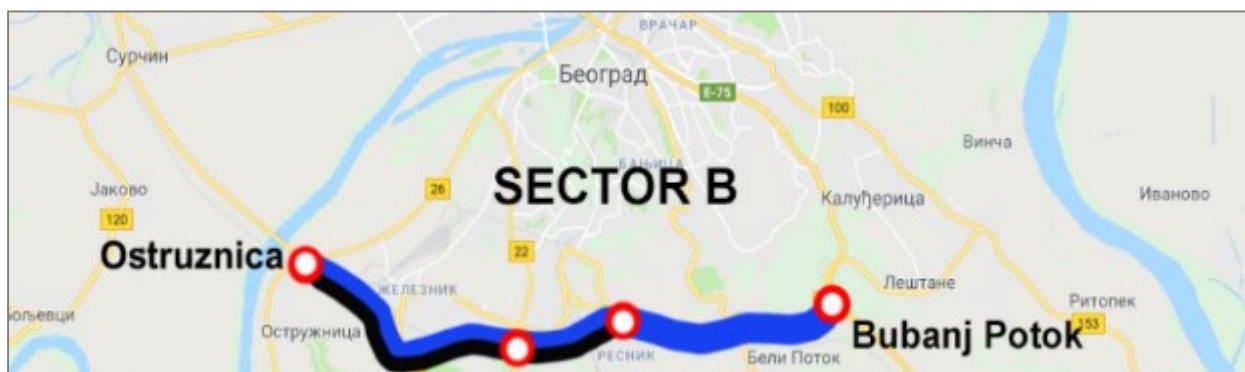 ВРАЧАР
Сурчин
Београд
E-75
100
Винча
БАЊИЦА
SECTOR B
Јаково
26
Калуђерица
Иваново
120
Ostruznica
22
ЖЕЛЕЗНИК
Лештане
Ритопек
Остружница
153
Bubanj Potok
РЕСНИК
Бели Поток